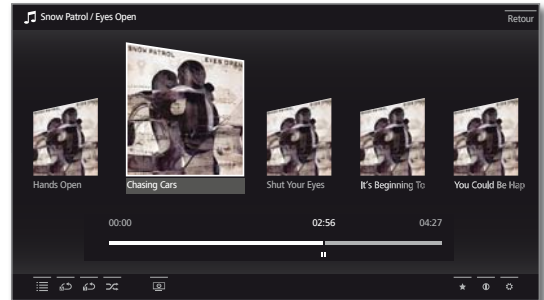 Snow Patrol / Eyes Open
Retour
SNOW PATROL EYES OPEN
Hands Open
Chasing Cars
Shut Your Eyes
It's Beginning To
You Could Be Hap
00:00 02:56 04:27